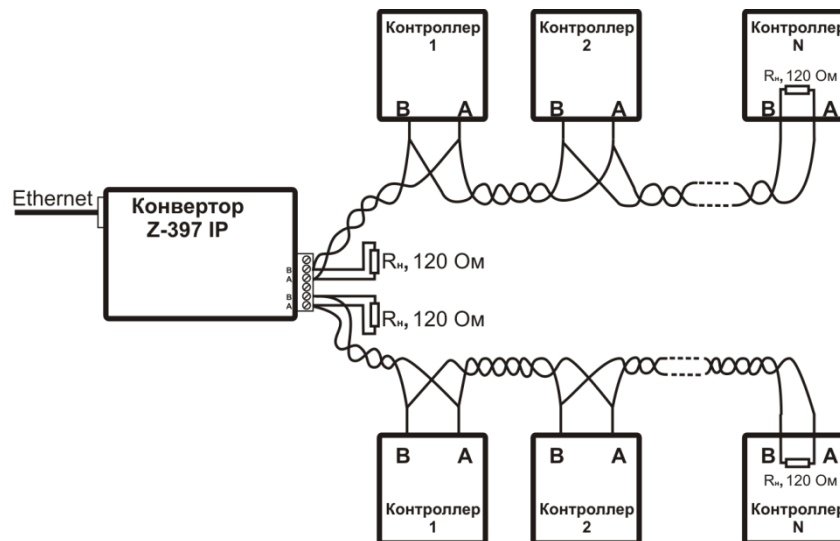 Контроллер
1
Контроллер
2
Контроллер
N
Rн, 120 Ом
B A
B A
B A
Ethernet
Конвертор
Z-397 IP
B
A
B
A
Rн, 120 Ом
Rн, 120 Ом
B A
B A
B A
Rн, 120 Ом
Контроллер
1
Контроллер
2
Контроллер
N